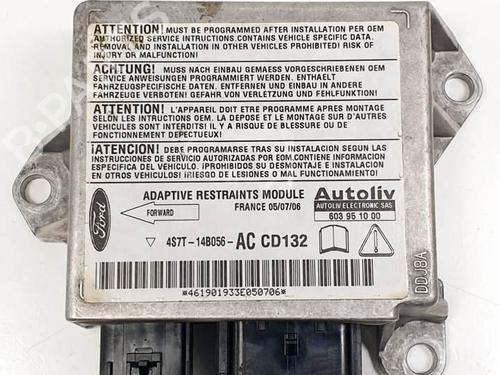 ATTENTION! MUST BE PROGRAMMED AFTER INSTALLATION PER OEM
AUTHORIZED SERVICE INTRUCTIONS.CONTAINS VEHICLE SPECIFIC DATA.
REMOVAL AND INSTALLATION IN OTHER VEHICLES PROHIBITED! RISK OF
INJURY OR MALFUNCTION!
ACHTUNG! MUSS NACH EINBAU GEMAESS VORGESCHRIEBENEN OEM
SERVICE ANWEISUNGEN PROGRAMMIERT WERDEN. ENTHAELT
FAHRZEUGSPEZIFISCHE DATEN. ENTFERNEN UND EINBAU IN ANDERE
FAHRZEUGE VERBOTEN! GEFAHR VON VERLETZUNG UND FEHLFUNKTION!
ATTENTION! L'APPAREIL DOIT ETRE PROGRAMME APRES MONTAGE
SELON LES INSTRUCTIONS OEM. LA DEPOSE ET LE MONTAGE SUR D'AUTRES
VEHICULES SONT INTERDITS! IL Y A RISQUE DE BLESSURE OU DE
FONCTIONNEMENT DEFECTUEUX!
¡ATENCION! DEBE PROGRAMARSE TRAS SU INSTALACION SEGUN LAS
INSTRUCCIONES DE SERVICIO AUTORIZADAS POR EL OEM; CONTIENE INFORMACION
ESPECIFICA DEL VEHICULO. ¡PROHIBIDO SU DESMONTAJE E INSTALACION
EN OTROS VEHICULOS. ¡RIESGO DE LESIONES O MAL FUNCIONAMIENTO!
Ford
ADAPTIVE RESTRAINTS MODULE
FORWARD
FRANCE 05/07/06
Autoliv
AUTOLIV ELECTRONIC SAS
603 95 10 00
4S7T-14B056-AC CD132
*461901933E050706*
DDJ8A